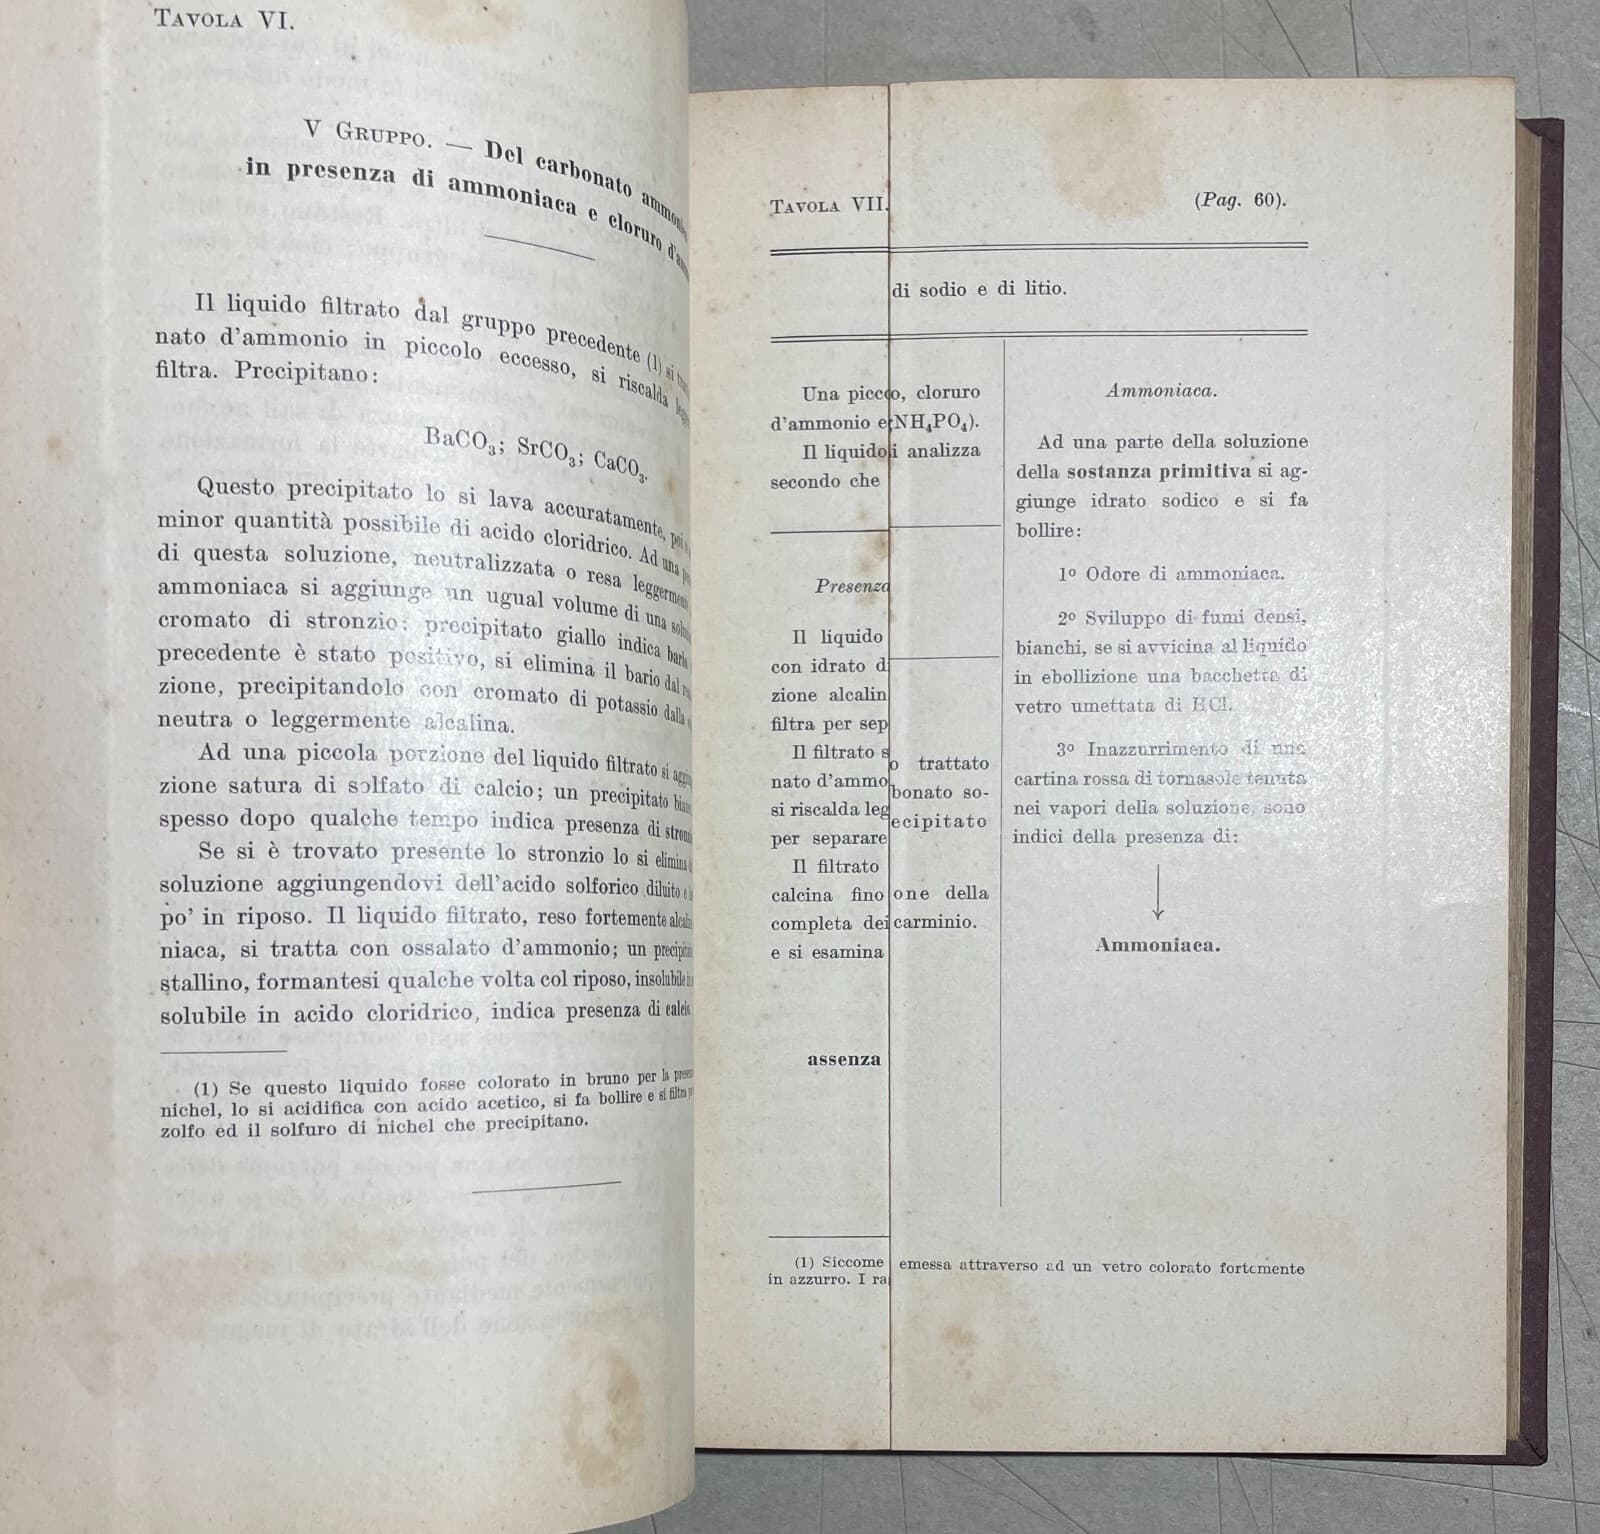 TAVOLA VI.
V GRUPPO. — Del carbonato
in presenza di ammoniaca e cloruro
Il liquido filtrato dal gruppo precedente (1) si
nato d'ammonio in piccolo eccesso, si riscalda
filtra. Precipitano:
BaCO₃; SrCO₃; CaCO₃.
Questo precipitato lo si lava accuratamente, poi
minor quantità possibile di acido cloridrico. Ad una
di questa soluzione, neutralizzata o resa
ammoniaca si aggiunge un ugual volume di una
cromato di stronzio: precipitato giallo indica
precedente è stato positivo, si elimina il bario dal
zione, precipitandolo con cromato di potassio dalla
neutra o leggermente alcalina.
Ad una piccola porzione del liquido filtrato si
zione satura di solfato di calcio; un precipitato
spesso dopo qualche tempo indica presenza di
Se si è trovato presente lo stronzio lo si elimina
soluzione aggiungendovi dell'acido solforico diluito e
po' in riposo. Il liquido filtrato, reso fortemente
niaca, si tratta con ossalato d'ammonio; un
stallino, formantesi qualche volta col riposo, insolubile
solubile in acido cloridrico, indica presenza di
(1) Se questo liquido fosse colorato in bruno per la
nichel, lo si acidifica con acido acetico, si fa bollire e si filtra
zolfo ed il solfuro di nichel che precipitano.
TAVOLA VII.
(Pag. 60).
di sodio e di litio.
Una picc
d'ammonio e
Il liquido
secondo che
Presenza
Il liquido
con idrato d
zione alcalin
filtra per sep
Il filtrato s
nato d'ammo
si riscalda leg
per separare
Il filtrato
calcina fino
completa dei
e si esamina
assenza
(1) Siccome
in azzurro. I ra
o, cloruro
NH₄PO₄).
i analizza
o trattato
bonato so-
ecipitato
one della
carminio.
Ammoniaca.
Ad una parte della soluzione
della sostanza primitiva si ag-
giunge idrato sodico e si fa
bollire:
1º Odore di ammoniaca.
2º Sviluppo di fumi densi,
bianchi, se si avvicina al liquido
in ebollizione una bacchetta di
vetro umettata di HCl.
3º Inazzurrimento di una
cartina rossa di tornasole tenuta
nei vapori della soluzione, sono
indici della presenza di:
Ammoniaca.
emessa attraverso ad un vetro colorato fortemente